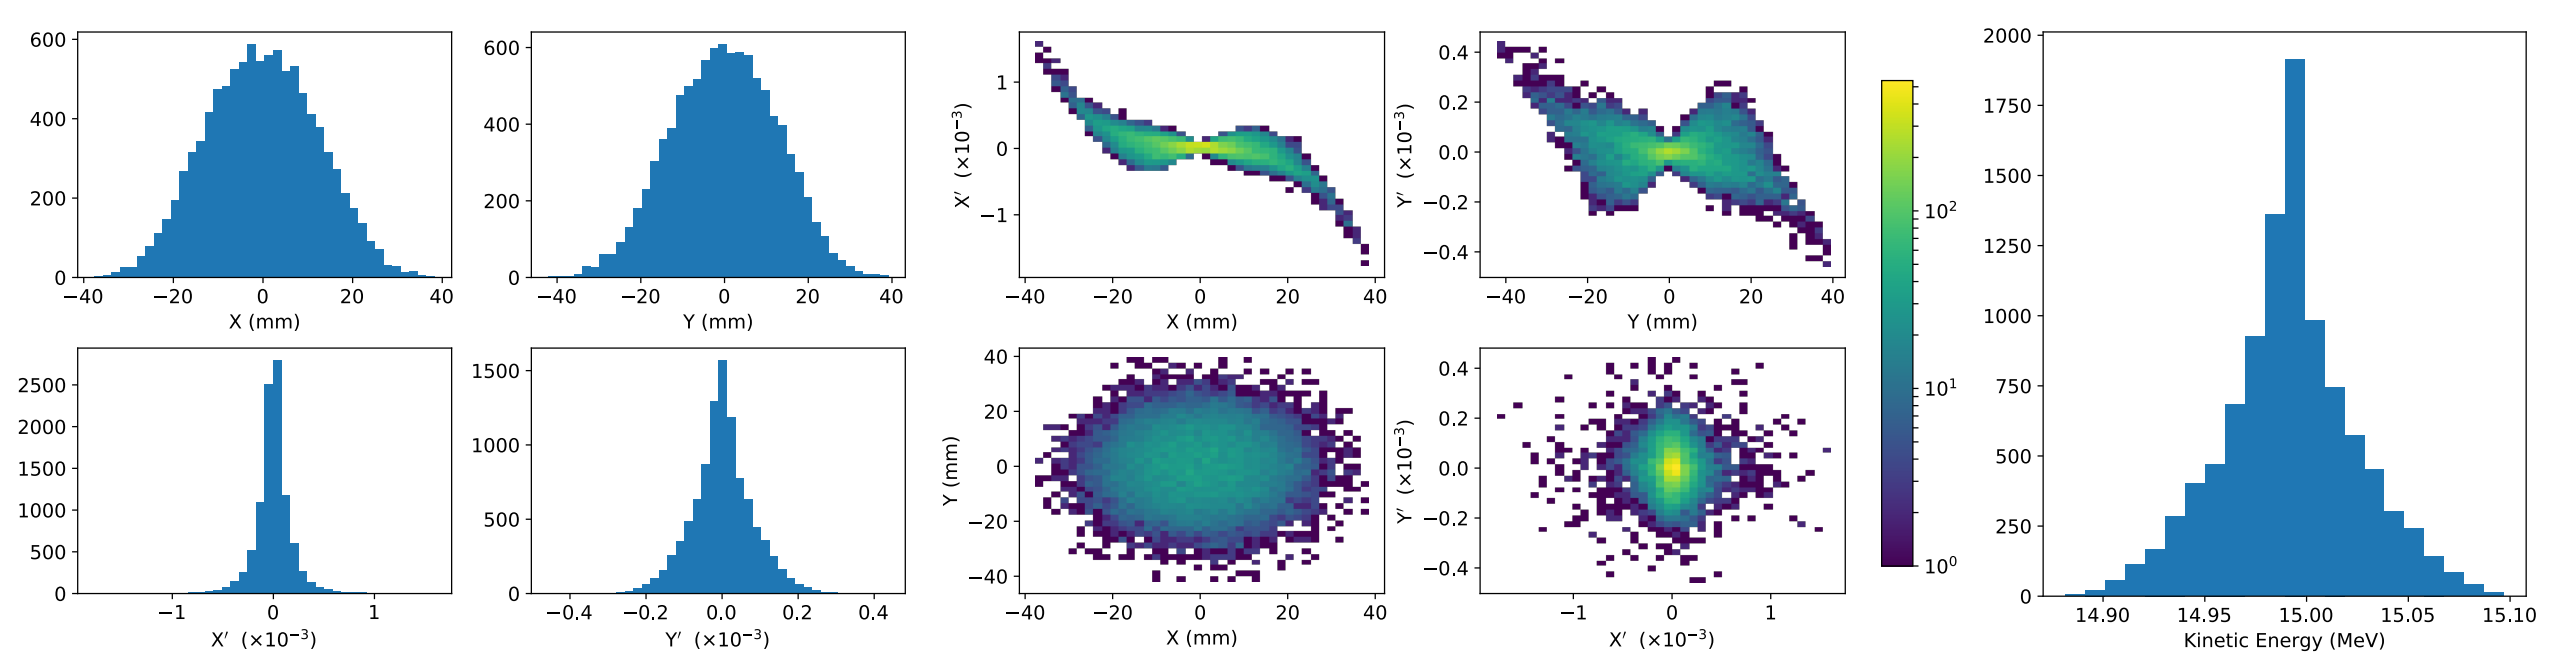 600
400
200
0
−40 −20 0 20 40
X (mm)
600
400
200
0
−40 −20 0 20 40
Y (mm)
X′ (×10⁻³)
1
0
−1
−40 −20 0 20 40
X (mm)
Y′ (×10⁻³)
0.4
0.2
0.0
−0.2
−0.4
−40 −20 0 20 40
Y (mm)
2500
2000
1500
1000
500
0
−1 0 1
X′ (×10⁻³)
1500
1000
500
0
−0.4 −0.2 0.0 0.2 0.4
Y′ (×10⁻³)
Y (mm)
40
20
0
−20
−40
−40 −20 0 20 40
X (mm)
Y′ (×10⁻³)
0.4
0.2
0.0
−0.2
−0.4
−1 0 1
X′ (×10⁻³)
10²
10¹
10⁰
2000
1750
1500
1250
1000
750
500
250
0
14.90 14.95 15.00 15.05 15.10
Kinetic Energy (MeV)